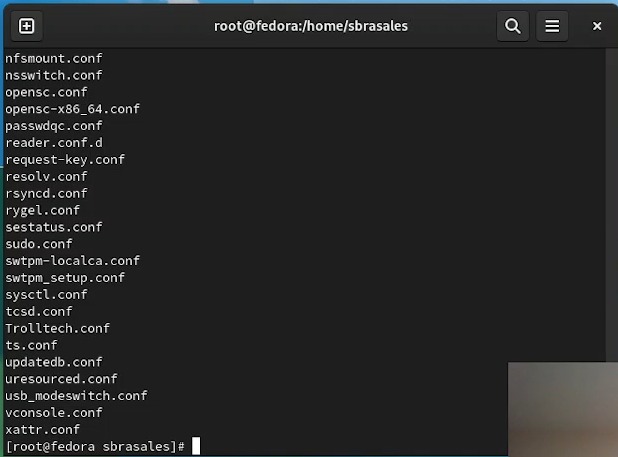 root@fedora:/home/sbrasales
nfsmount.conf
nsswitch.conf
opensc.conf
opensc-x86_64.conf
passwdqc.conf
reader.conf.d
request-key.conf
resolv.conf
rsyncd.conf
rygel.conf
sestatus.conf
sudo.conf
swtpm-localca.conf
swtpm_setup.conf
sysctl.conf
tcsd.conf
Trolltech.conf
ts.conf
updatedb.conf
uresourced.conf
usb_modeswitch.conf
vconsole.conf
xattr.conf
[root@fedora sbrasales]#